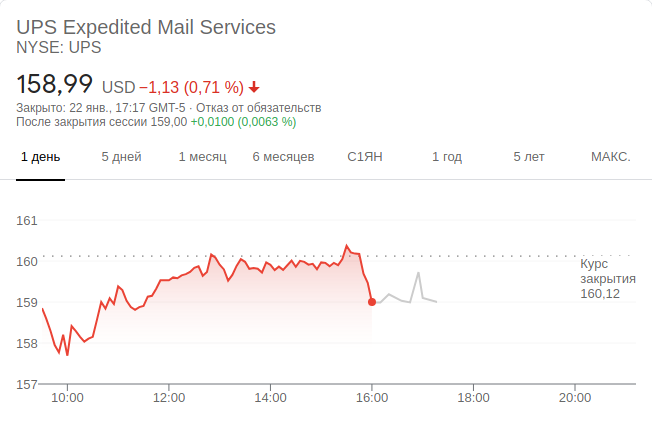 UPS Expedited Mail Services
NYSE: UPS
158,99 USD −1,13 (0,71 %)
Закрыто: 22 янв., 17:17 GMT-5 · Отказ от обязательств
После закрытия сессии 159,00 +0,0100 (0,0063 %)
1 день 5 дней 1 месяц 6 месяцев С1ЯН 1 год 5 лет МАКС.
161
160
159
158
157
Курс
закрытия
160,12
10:00 12:00 14:00 16:00 18:00 20:00